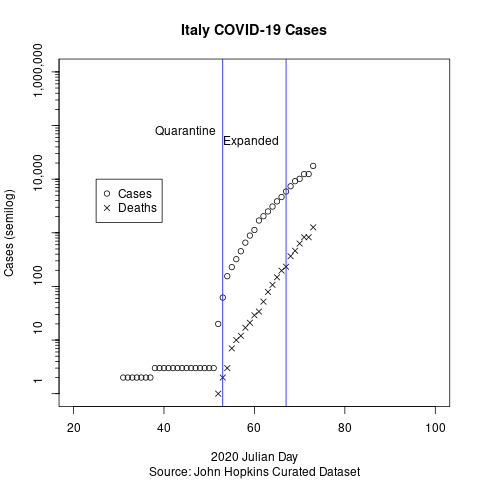 Italy COVID-19 Cases
1,000,000
10,000
100
10
1
Cases (semilog)
Quarantine
Expanded
Cases
Deaths
20 40 60 80 100
2020 Julian Day
Source: John Hopkins Curated Dataset